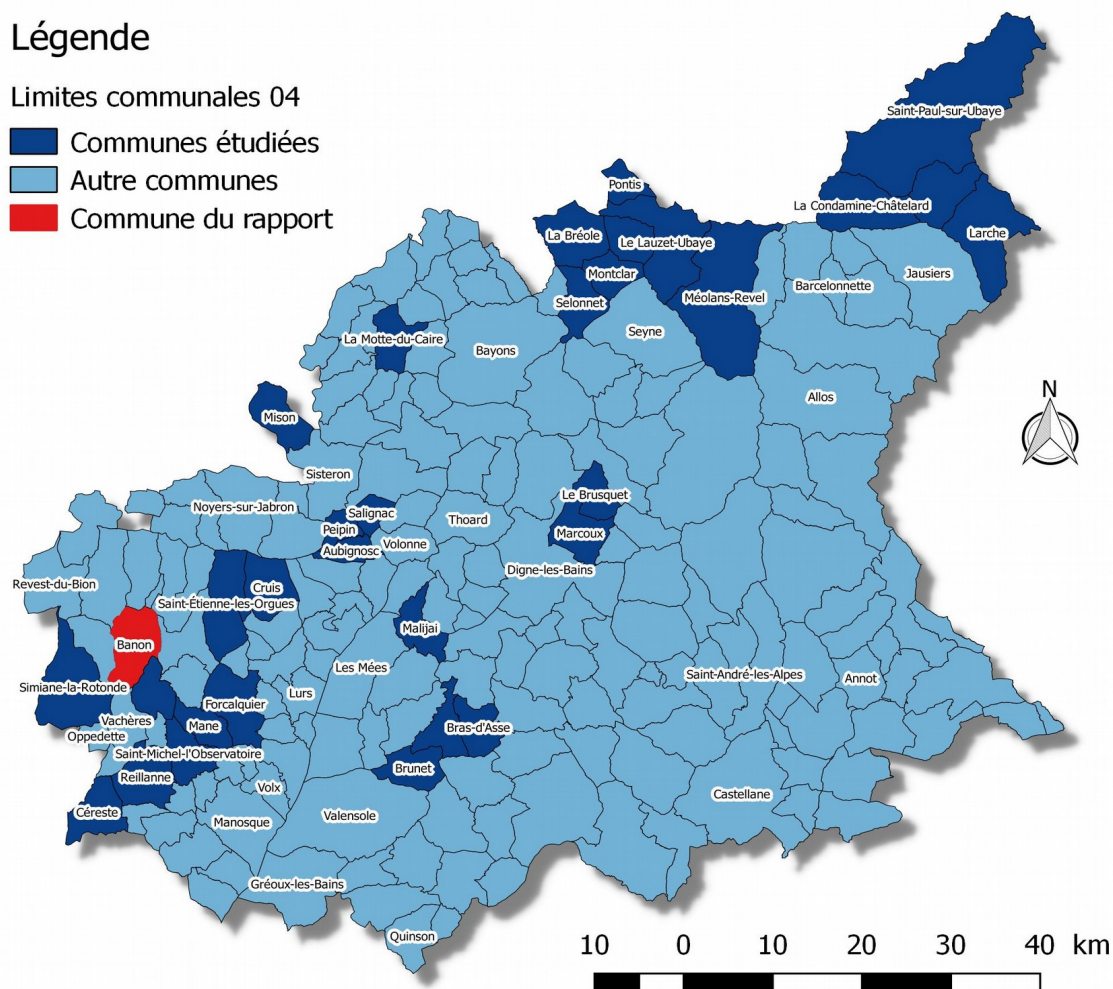 Légende
Limites communales 04
Communes étudiées
Autre communes
Commune du rapport
Saint-Paul-sur-Ubaye
Pontis
La Condamine-Châtelard
La Bréole
Le Lauzet-Ubaye
Larche
Montclar
Jausiers
Barcelonnette
Selonnet
Méolans-Revel
Seyne
La Motte-du-Caire
Bayons
Allos
Mison
N
Sisteron
Le Brusquet
Noyers-sur-Jabron
Salignac
Thoard
Peipin
Marcoux
Aubignosc
Volonne
Digne-les-Bains
Revest-du-Bion
Cruis
Saint-Étienne-les-Orgues
Malijai
Banon
Les Mées
Saint-André-les-Alpes
Annot
Simiane-la-Rotonde
Lurs
Forcalquier
Vachères
Mane
Bras-d'Asse
Oppedette
Saint-Michel-l'Observatoire
Brunet
Reillanne
Volx
Castellane
Céreste
Valensole
Manosque
Gréoux-les-Bains
Quinson
10 0 10 20 30 40 km